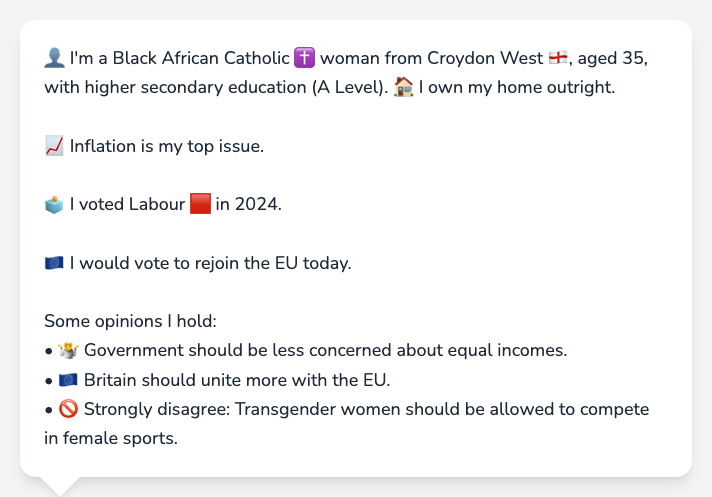 👤 I'm a Black African Catholic ✝️ woman from Croydon West 🏴󠁧󠁢󠁥󠁮󠁧󠁿, aged 35,
with higher secondary education (A Level). 🏠 I own my home outright.
📈 Inflation is my top issue.
🗳️ I voted Labour 🟥 in 2024.
🇪🇺 I would vote to rejoin the EU today.
Some opinions I hold:
• 🤷 Government should be less concerned about equal incomes.
• 🇪🇺 Britain should unite more with the EU.
• 🚫 Strongly disagree: Transgender women should be allowed to compete
in female sports.